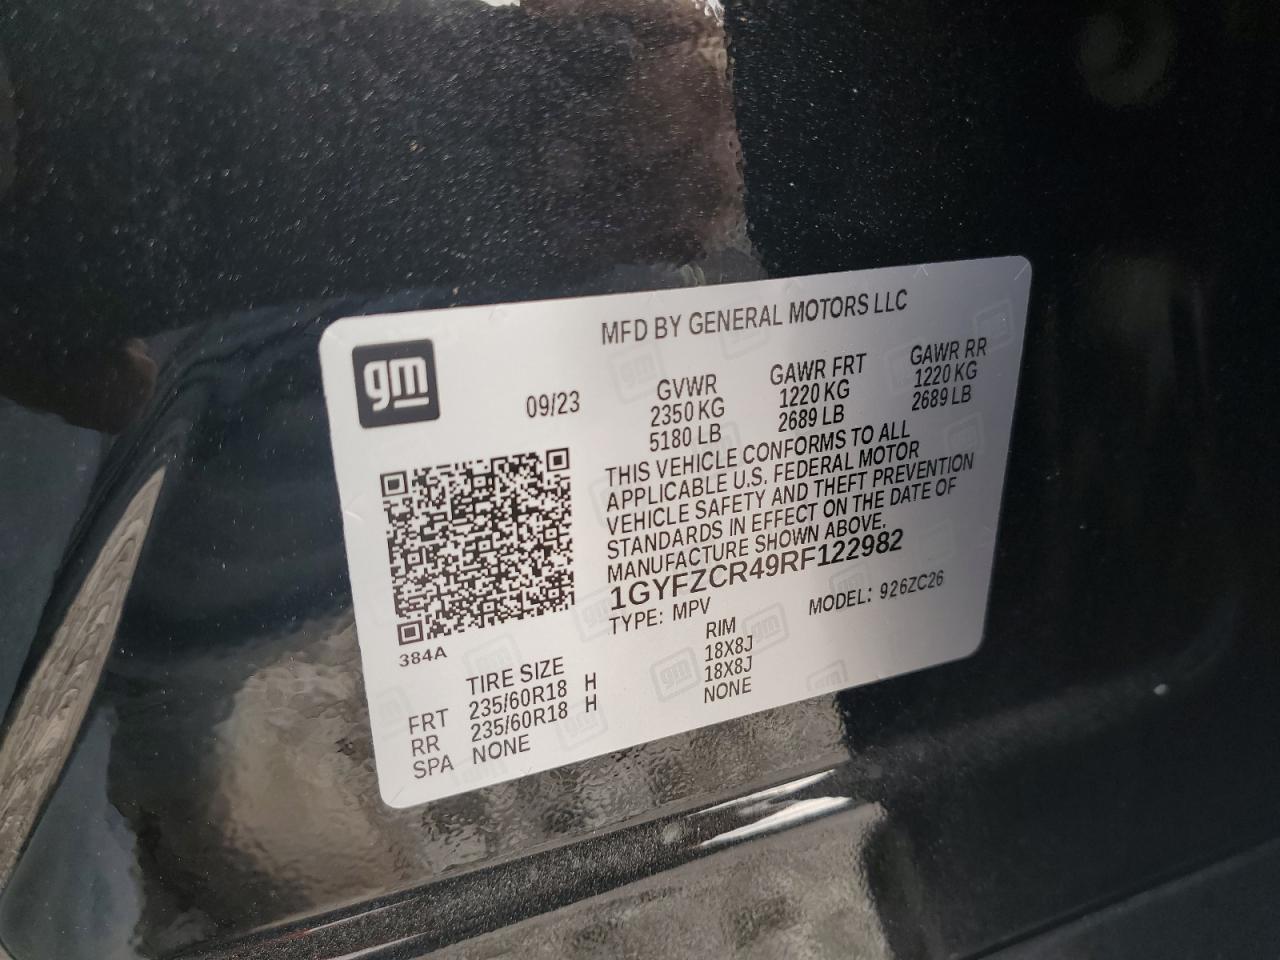 MFD BY GENERAL MOTORS LLC
gm
09/23
GVWR GAWR FRT GAWR RR
2350 KG 1220 KG 1220 KG
5180 LB 2689 LB 2689 LB
THIS VEHICLE CONFORMS TO ALL
APPLICABLE U.S. FEDERAL MOTOR
VEHICLE SAFETY AND THEFT PREVENTION
STANDARDS IN EFFECT ON THE DATE OF
MANUFACTURE SHOWN ABOVE.
1GYFZCR49RF122982
TYPE: MPV MODEL: 926ZC26
384A
TIRE SIZE RIM
FRT 235/60R18 H 18X8J
RR 235/60R18 H 18X8J
SPA NONE NONE